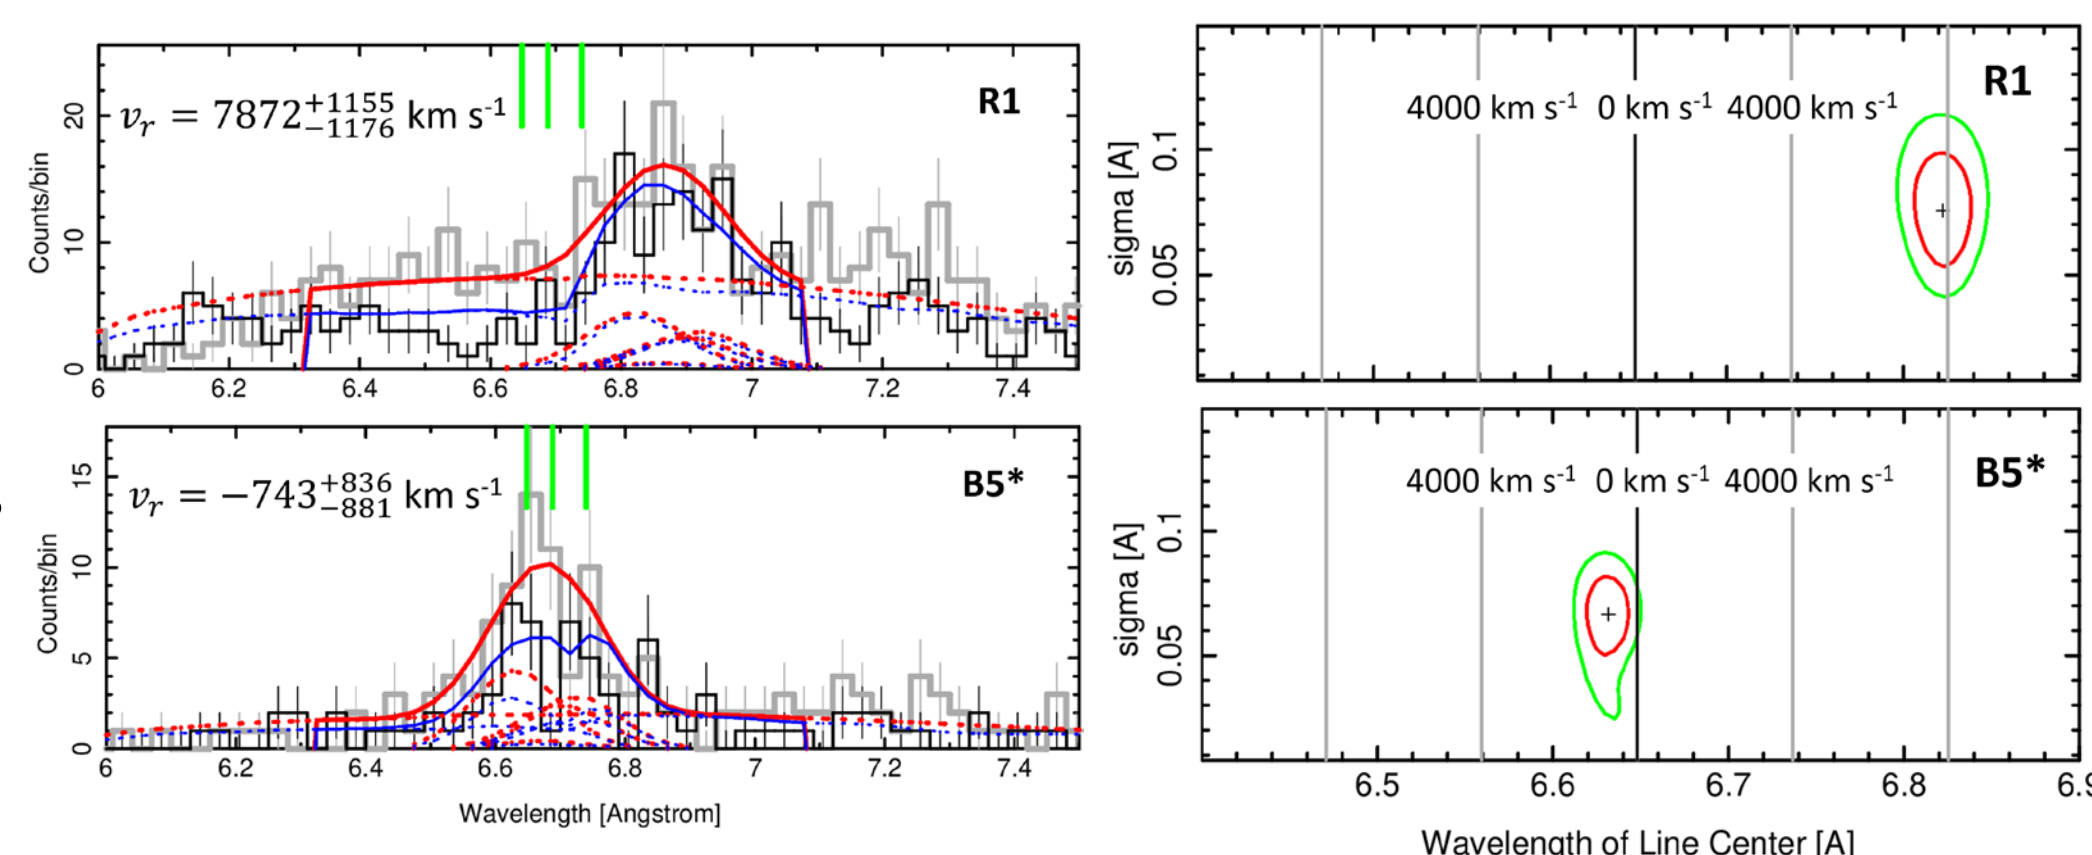 v_r = 7872 +1155 −1176 km s-1
R1
Counts/bin
20
10
0
6 6.2 6.4 6.6 6.8 7 7.2 7.4
R1
4000 km s-1 0 km s-1 4000 km s-1
sigma [A]
0.1
0.05
v_r = −743 +836 −881 km s-1
B5*
Counts/bin
15
10
5
0
6 6.2 6.4 6.6 6.8 7 7.2 7.4
Wavelength [Angstrom]
B5*
4000 km s-1 0 km s-1 4000 km s-1
sigma [A]
0.1
0.05
6.5 6.6 6.7 6.8 6.9
Wavelength of Line Center [A]